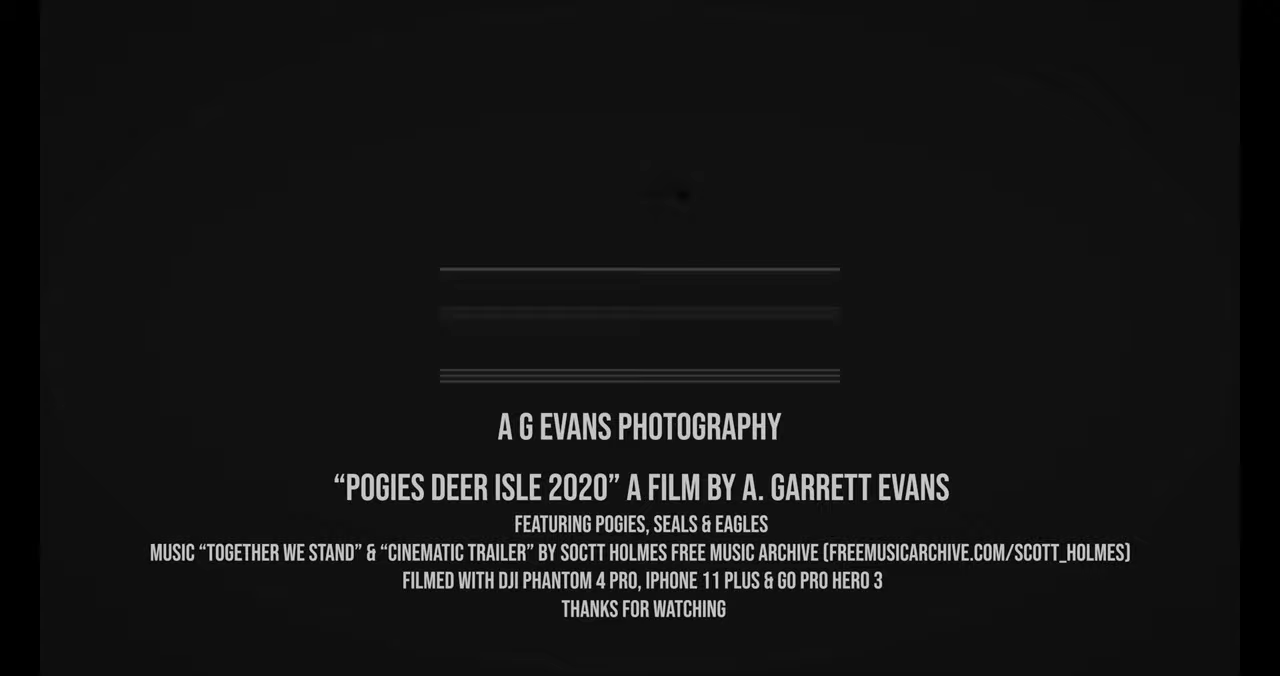 A G EVANS PHOTOGRAPHY
“POGIES DEER ISLE 2020” A FILM BY A. GARRETT EVANS
FEATURING POGIES, SEALS & EAGLES
MUSIC “TOGETHER WE STAND” & “CINEMATIC TRAILER” BY SOCTT HOLMES FREE MUSIC ARCHIVE (FREEMUSICARCHIVE.COM/SCOTT_HOLMES)
FILMED WITH DJI PHANTOM 4 PRO, IPHONE 11 PLUS & GO PRO HERO 3
THANKS FOR WATCHING